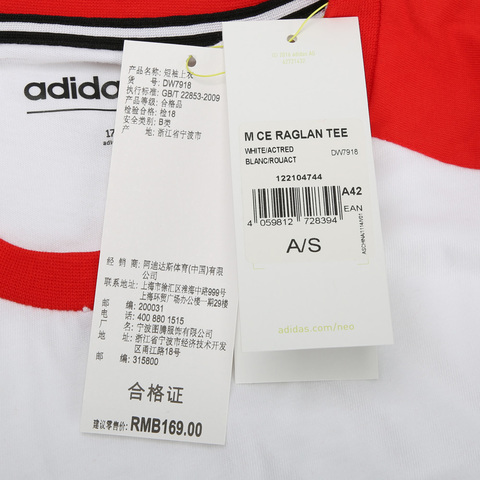 adidas
17
产品名称: 短袖上衣
货　　号: DW7918
执行标准: GB/T 22853-2009
产品等级: 合格品
检验合格: 检18
安全类别: B类
产　　地: 浙江省宁波市
经 销 商: 阿迪达斯体育(中国)有限
公司
联系地址: 上海市徐汇区淮海中路999号
上海环贸广场办公楼29楼
邮　　编: 200031
电　　话: 400 880 1515
厂　　名: 宁波图腾服饰有限公司
地　　址: 浙江省宁波市经济技术开发
区甬江路18号
邮　　编: 315800
合格证
建议零售价: RMB169.00
M CE RAGLAN TEE
WHITE/ACTRED DW7918
BLANC/ROUACT
122104744
A42
EAN
4 059812 728394
A/S
adidas.com/neo